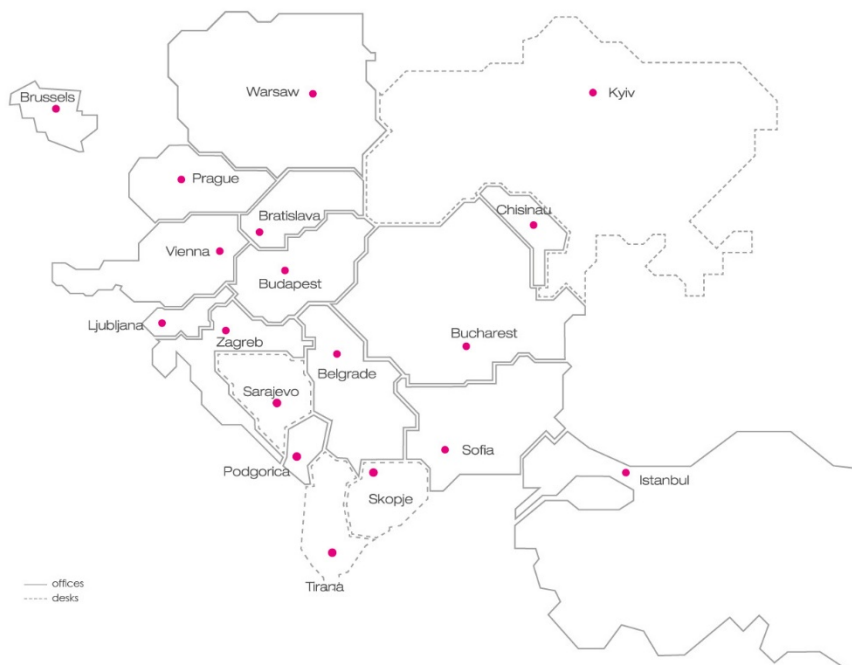 Warsaw
Kyiv
Brussels
Prague
Chisinau
Bratislava
Vienna
Budapest
Ljubljana
Zagreb
Bucharest
Belgrade
Sarajevo
Sofia
Podgorica
Istanbul
Skopje
Tirana
offices
desks